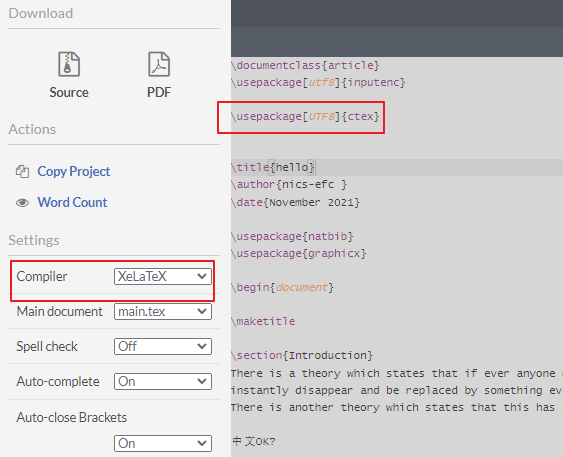 Download
Source PDF
Actions
Copy Project
Word Count
Settings
Compiler XeLaTeX
Main document main.tex
Spell check Off
Auto-complete On
Auto-close Brackets
On
\documentclass{article}
\usepackage[utf8]{inputenc}
\usepackage[UTF8]{ctex}
\title{hello}
\author{nics-efc }
\date{November 2021}
\usepackage{natbib}
\usepackage{graphicx}
\begin{document}
\maketitle
\section{Introduction}
There is a theory which states that if ever anyone
instantly disappear and be replaced by something
There is another theory which states that this has
中文OK?